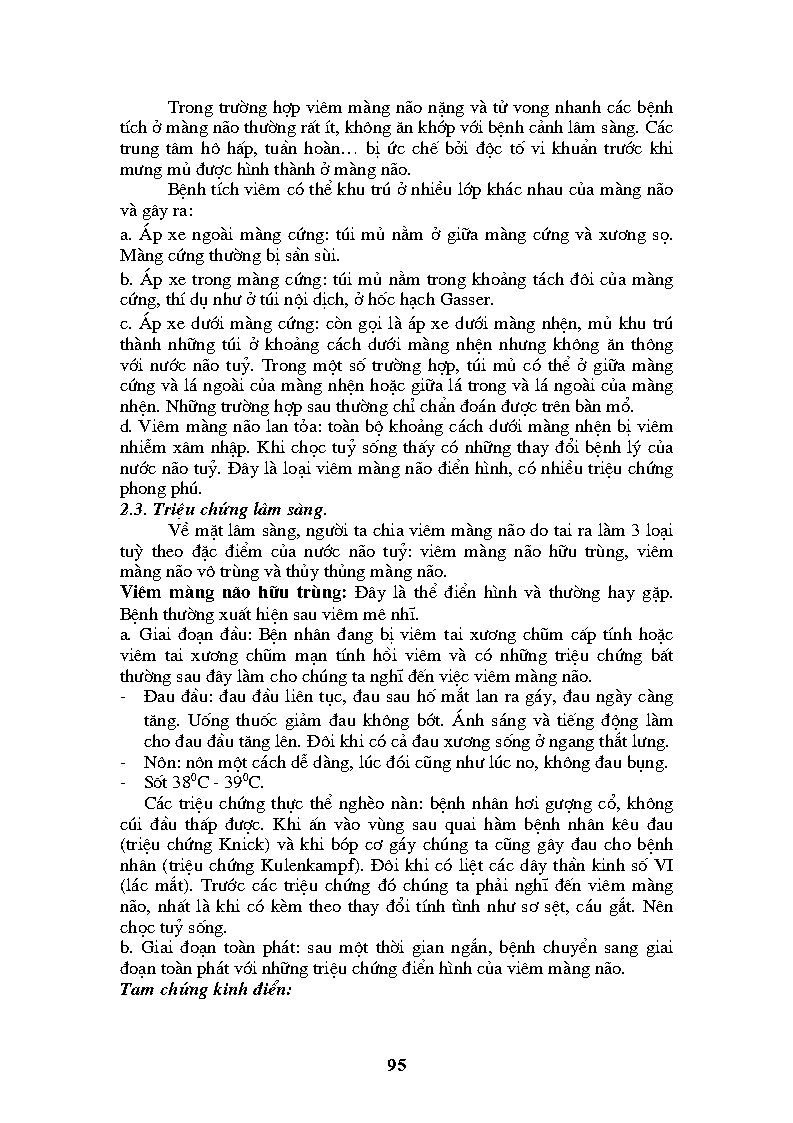 Trong trường hợp viêm màng não nặng và tử vong nhanh các bệnh
tích ở màng não thường rất ít, không ăn khớp với bệnh cảnh lâm sàng. Các
trung tâm hô hấp, tuần hoàn… bị ức chế bởi độc tố vi khuẩn trước khi
mưng mủ được hình thành ở màng não.
Bệnh tích viêm có thể khu trú ở nhiều lớp khác nhau của màng não
và gây ra:
a. Áp xe ngoài màng cứng: túi mủ nằm ở giữa màng cứng và xương sọ.
Màng cứng thường bị sần sùi.
b. Áp xe trong màng cứng: túi mủ nằm trong khoảng tách đôi của màng
cứng, thí dụ như ở túi nội dịch, ở hốc hạch Gasser.
c. Áp xe dưới màng cứng: còn gọi là áp xe dưới màng nhện, mủ khu trú
thành những túi ở khoảng cách dưới màng nhện nhưng không ăn thông
với nước não tuỷ. Trong một số trường hợp, túi mủ có thể ở giữa màng
cứng và lá ngoài của màng nhện hoặc giữa lá trong và lá ngoài của màng
nhện. Những trường hợp sau thường chỉ chẩn đoán được trên bàn mổ.
d. Viêm màng não lan tỏa: toàn bộ khoảng cách dưới màng nhện bị viêm
nhiễm xâm nhập. Khi chọc tuỷ sống thấy có những thay đổi bệnh lý của
nước não tuỷ. Đây là loại viêm màng não điển hình, có nhiều triệu chứng
phong phú.
2.3. Triệu chứng lâm sàng.
Về mặt lâm sàng, người ta chia viêm màng não do tai ra làm 3 loại
tuỳ theo đặc điểm của nước não tuỷ: viêm màng não hữu trùng, viêm
màng não vô trùng và thủy thủng màng não.
Viêm màng não hữu trùng: Đây là thể điển hình và thường hay gặp.
Bệnh thường xuất hiện sau viêm mê nhĩ.
a. Giai đoạn đầu: Bện nhân đang bị viêm tai xương chũm cấp tính hoặc
viêm tai xương chũm mạn tính hồi viêm và có những triệu chứng bất
thường sau đây làm cho chúng ta nghĩ đến việc viêm màng não.
- Đau đầu: đau đầu liên tục, đau sau hố mắt lan ra gáy, đau ngày càng
tăng. Uống thuốc giảm đau không bớt. Ánh sáng và tiếng động làm
cho đau đầu tăng lên. Đôi khi có cả đau xương sống ở ngang thắt lưng.
- Nôn: nôn một cách dễ dàng, lúc đói cũng như lúc no, không đau bụng.
- Sốt 38⁰C - 39⁰C.
Các triệu chứng thực thể nghèo nàn: bệnh nhân hơi gượng cổ, không
cúi đầu thấp được. Khi ấn vào vùng sau quai hàm bệnh nhân kêu đau
(triệu chứng Knick) và khi bóp cơ gáy chúng ta cũng gây đau cho bệnh
nhân (triệu chứng Kulenkampf). Đôi khi có liệt các dây thần kinh số VI
(lác mắt). Trước các triệu chứng đó chúng ta phải nghĩ đến viêm màng
não, nhất là khi có kèm theo thay đổi tính tình như sơ sệt, cáu gắt. Nên
chọc tuỷ sống.
b. Giai đoạn toàn phát: sau một thời gian ngắn, bệnh chuyển sang giai
đoạn toàn phát với những triệu chứng điển hình của viêm màng não.
Tam chứng kinh điển:
95